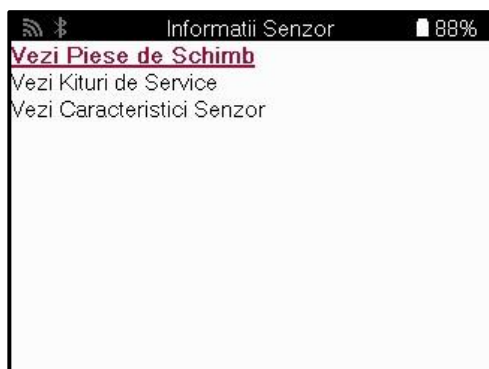 Informatii Senzor 88%
Vezi Piese de Schimb
Vezi Kituri de Service
Vezi Caracteristici Senzor